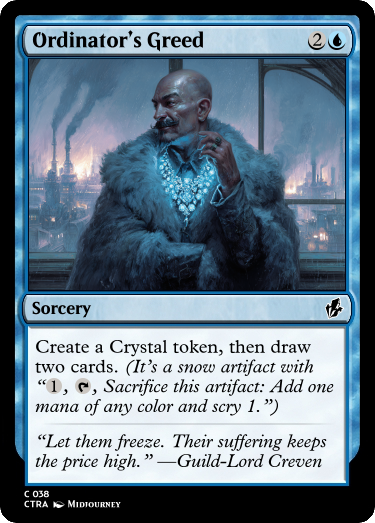 Ordinator's Greed 2
Sorcery
Create a Crystal token, then draw
two cards. (It's a snow artifact with
“1, , Sacrifice this artifact: Add one
mana of any color and scry 1.”)
“Let them freeze. Their suffering keeps
the price high.” —Guild-Lord Creven
C 038
CTRA Midjourney